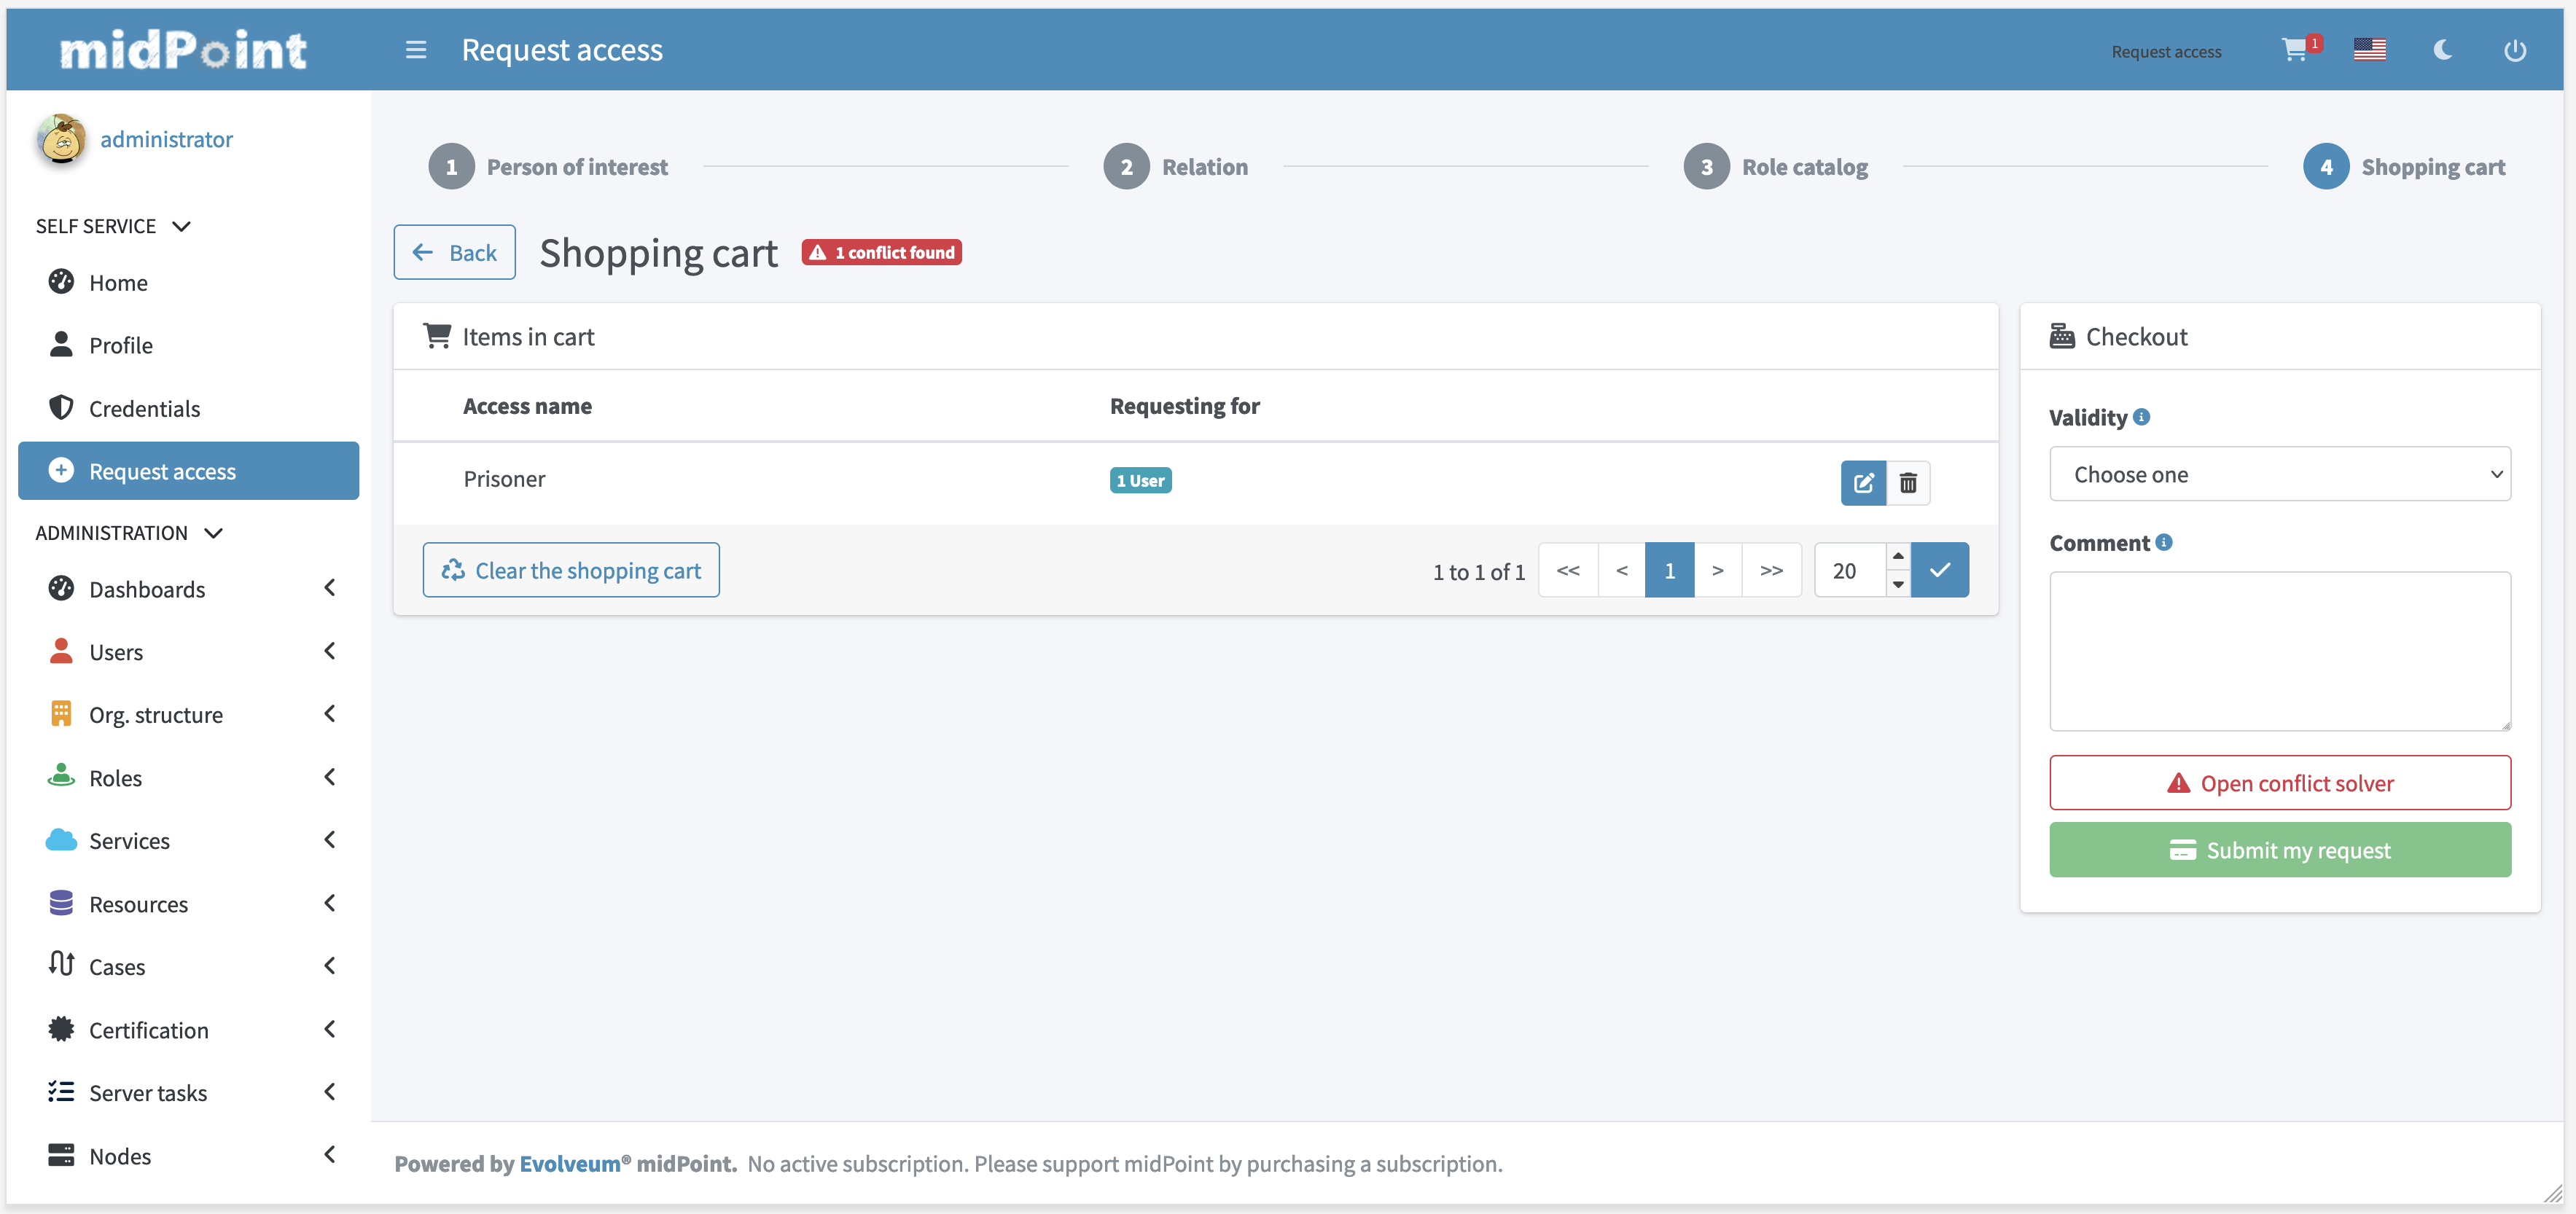 midPoint
Request access
Request access
1
administrator
1 Person of interest
2 Relation
3 Role catalog
4 Shopping cart
SELF SERVICE
Home
Profile
Credentials
Request access
ADMINISTRATION
Dashboards
Users
Org. structure
Roles
Services
Resources
Cases
Certification
Server tasks
Nodes
Back
Shopping cart
1 conflict found
Items in cart
Access name Requesting for
Prisoner 1 User
Clear the shopping cart
1 to 1 of 1 << < 1 > >> 20
Checkout
Validity
Choose one
Comment
Open conflict solver
Submit my request
Powered by Evolveum® midPoint. No active subscription. Please support midPoint by purchasing a subscription.